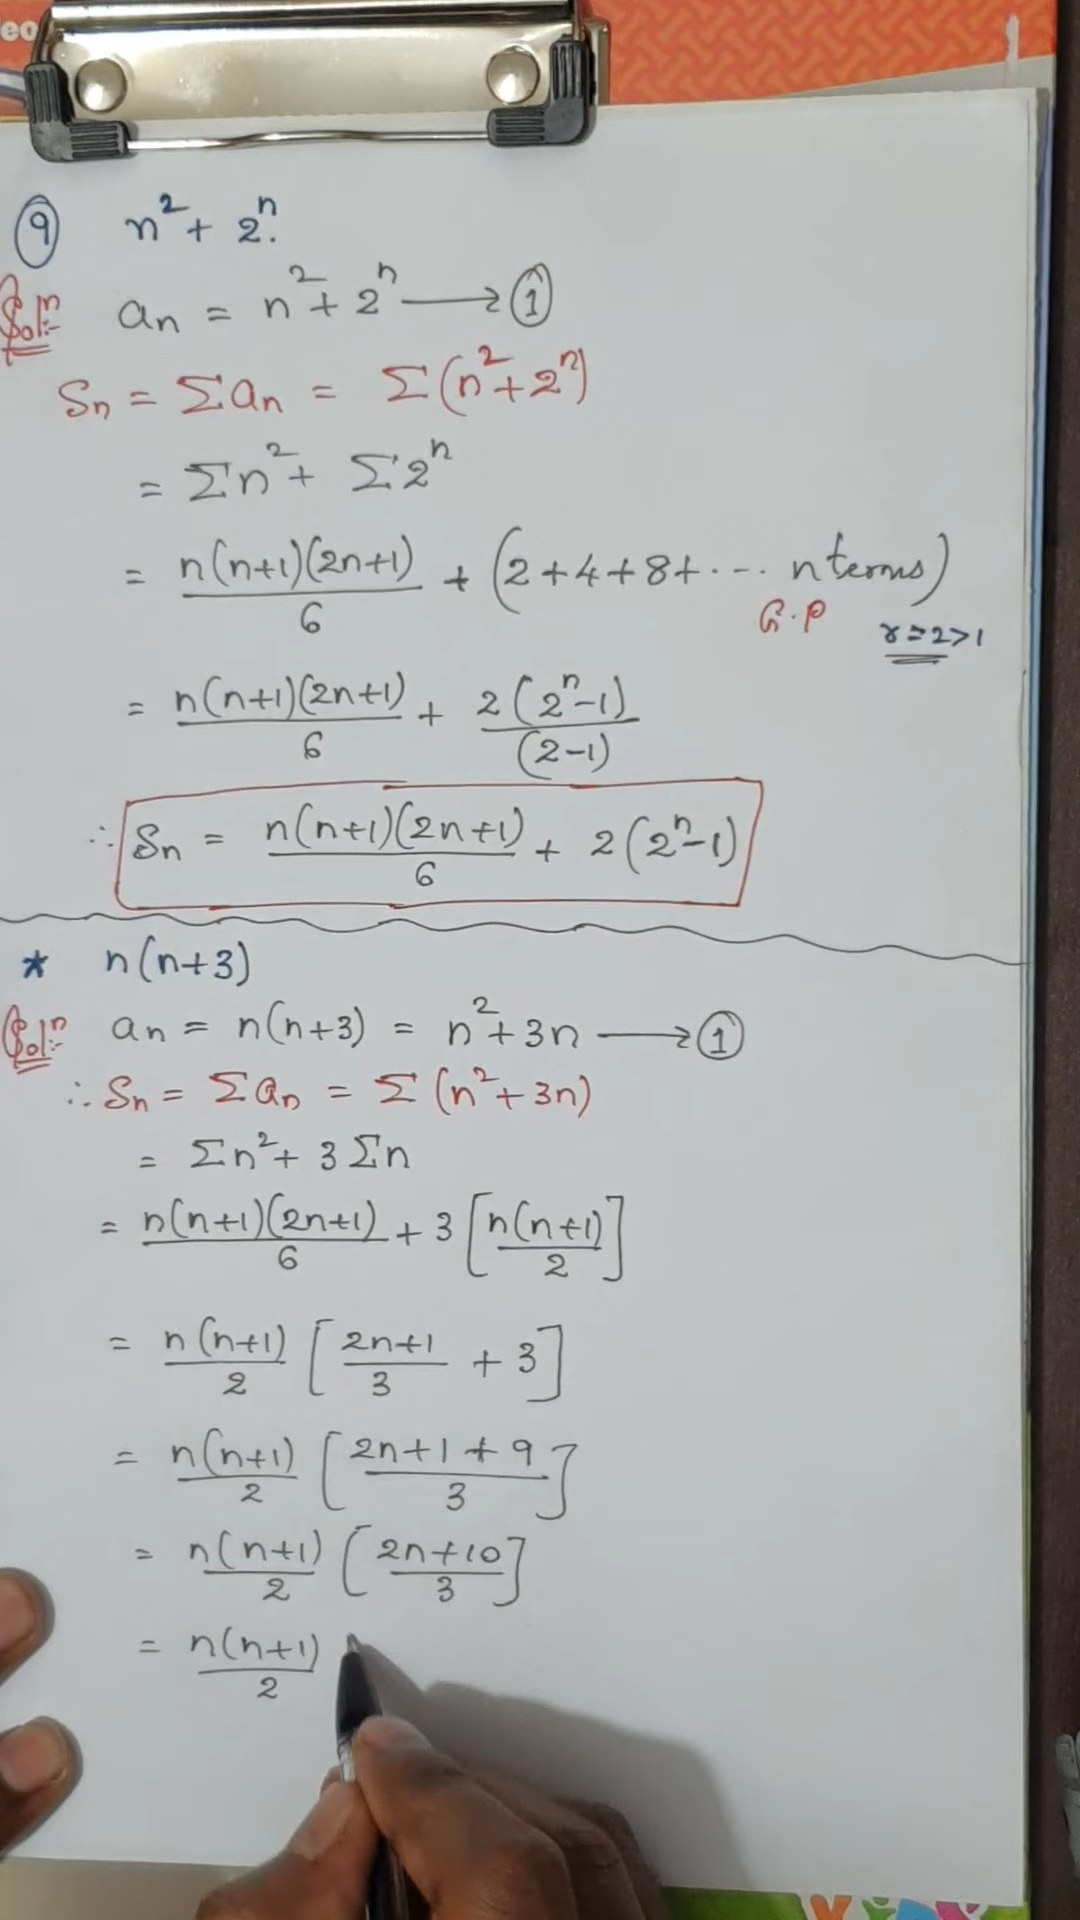 eo
9 n² + 2ⁿ.
Solⁿ:- aₙ = n² + 2ⁿ ⟶ 1
Sₙ = Σaₙ = Σ(n² + 2ⁿ)
= Σn² + Σ2ⁿ
= n(n+1)(2n+1)/6 + (2+4+8+.... n terms)
G.P r=2>1
= n(n+1)(2n+1)/6 + 2(2ⁿ-1)/(2-1)
∴ Sₙ = n(n+1)(2n+1)/6 + 2(2ⁿ-1)
* n(n+3)
Solⁿ:- aₙ = n(n+3) = n² + 3n ⟶ 1
∴ Sₙ = Σaₙ = Σ(n² + 3n)
= Σn² + 3Σn
= n(n+1)(2n+1)/6 + 3[n(n+1)/2]
= n(n+1)/2 [2n+1/3 + 3]
= n(n+1)/2 [2n+1+9/3]
= n(n+1)/2 [2n+10/3]
= n(n+1)/2